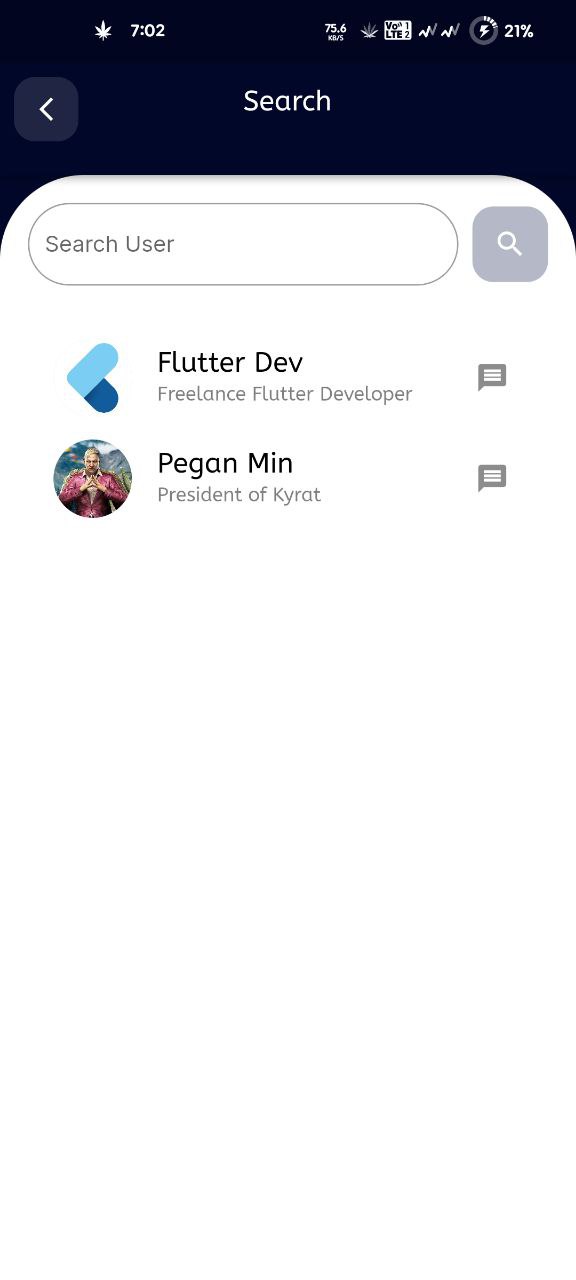 7:02
75.6
KB/S
Vo)) 1
LTE 2
21%
Search
Search User
Flutter Dev
Freelance Flutter Developer
Pegan Min
President of Kyrat